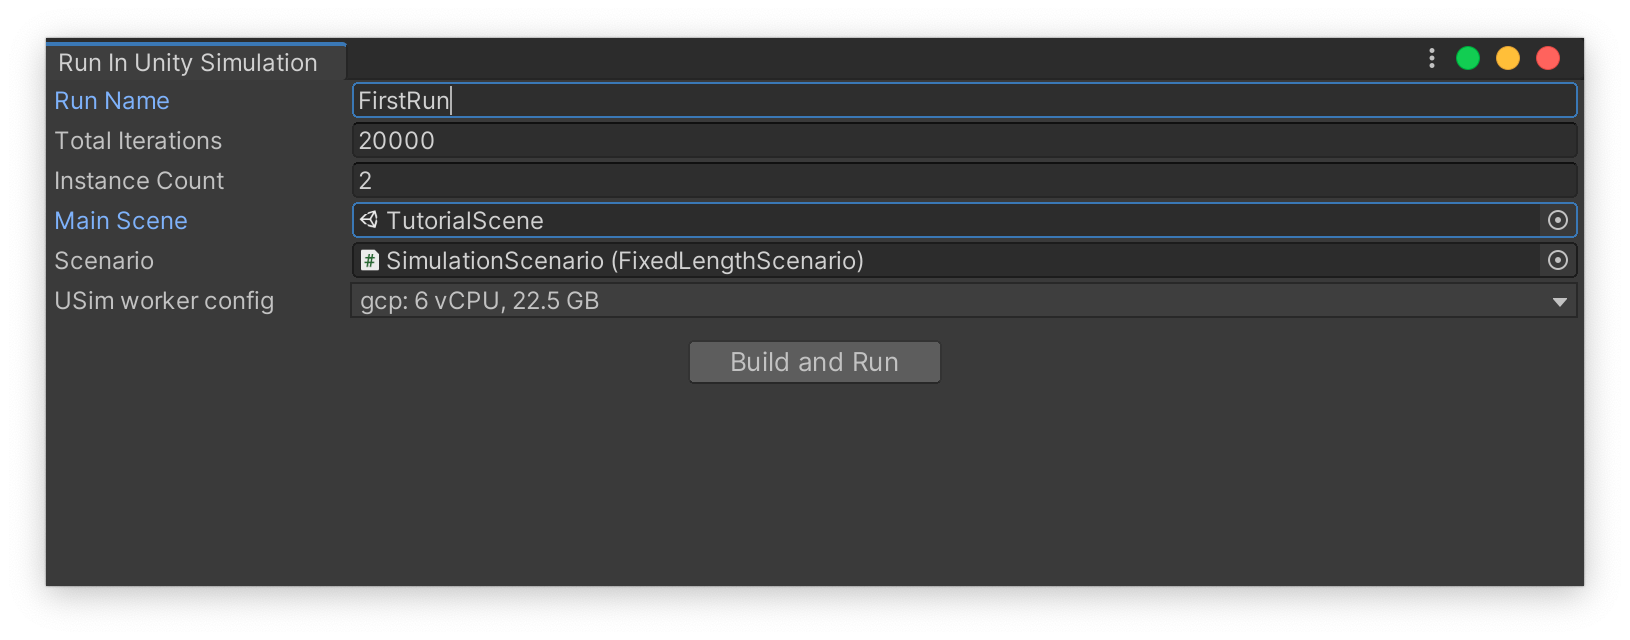 Run In Unity Simulation
Run Name FirstRun
Total Iterations 20000
Instance Count 2
Main Scene TutorialScene
Scenario # SimulationScenario (FixedLengthScenario)
USim worker config gcp: 6 vCPU, 22.5 GB
Build and Run